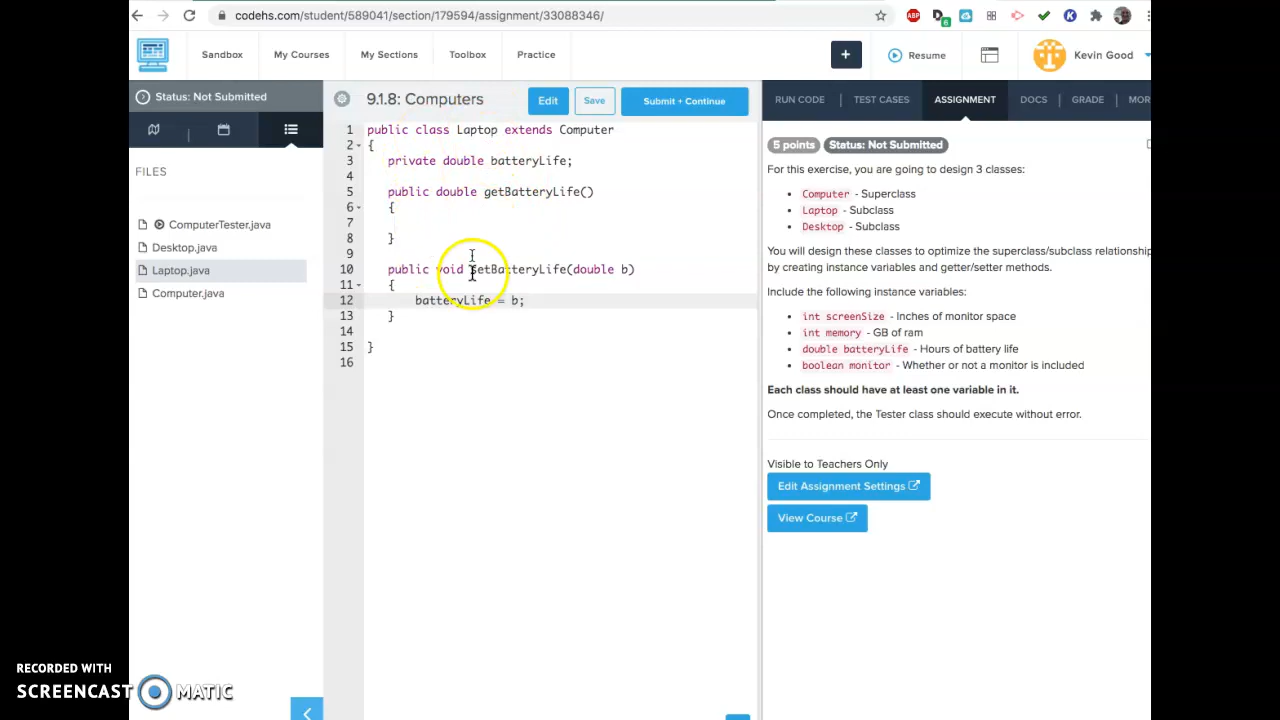 codehs.com/student/589041/section/179594/assignment/33088346/
ABP
6
Sandbox
My Courses
My Sections
Toolbox
Practice
+
Resume
Kevin Good
Status: Not Submitted
9.1.8: Computers
Edit
Save
Submit + Continue
RUN CODE
TEST CASES
ASSIGNMENT
DOCS
GRADE
MOR
FILES
ComputerTester.java
Desktop.java
Laptop.java
Computer.java
1 public class Laptop extends Computer
2 {
3 private double batteryLife;
4
5 public double getBatteryLife()
6 {
7
8 }
9
10 public void setBatteryLife(double b)
11 {
12 batteryLife = b;
13 }
14
15 }
16
5 points
Status: Not Submitted
For this exercise, you are going to design 3 classes:
• Computer - Superclass
• Laptop - Subclass
• Desktop - Subclass
You will design these classes to optimize the superclass/subclass relationship
by creating instance variables and getter/setter methods.
Include the following instance variables:
• int screenSize - Inches of monitor space
• int memory - GB of ram
• double batteryLife - Hours of battery life
• boolean monitor - Whether or not a monitor is included
Each class should have at least one variable in it.
Once completed, the Tester class should execute without error.
Visible to Teachers Only
Edit Assignment Settings
View Course
RECORDED WITH
SCREENCAST MATIC